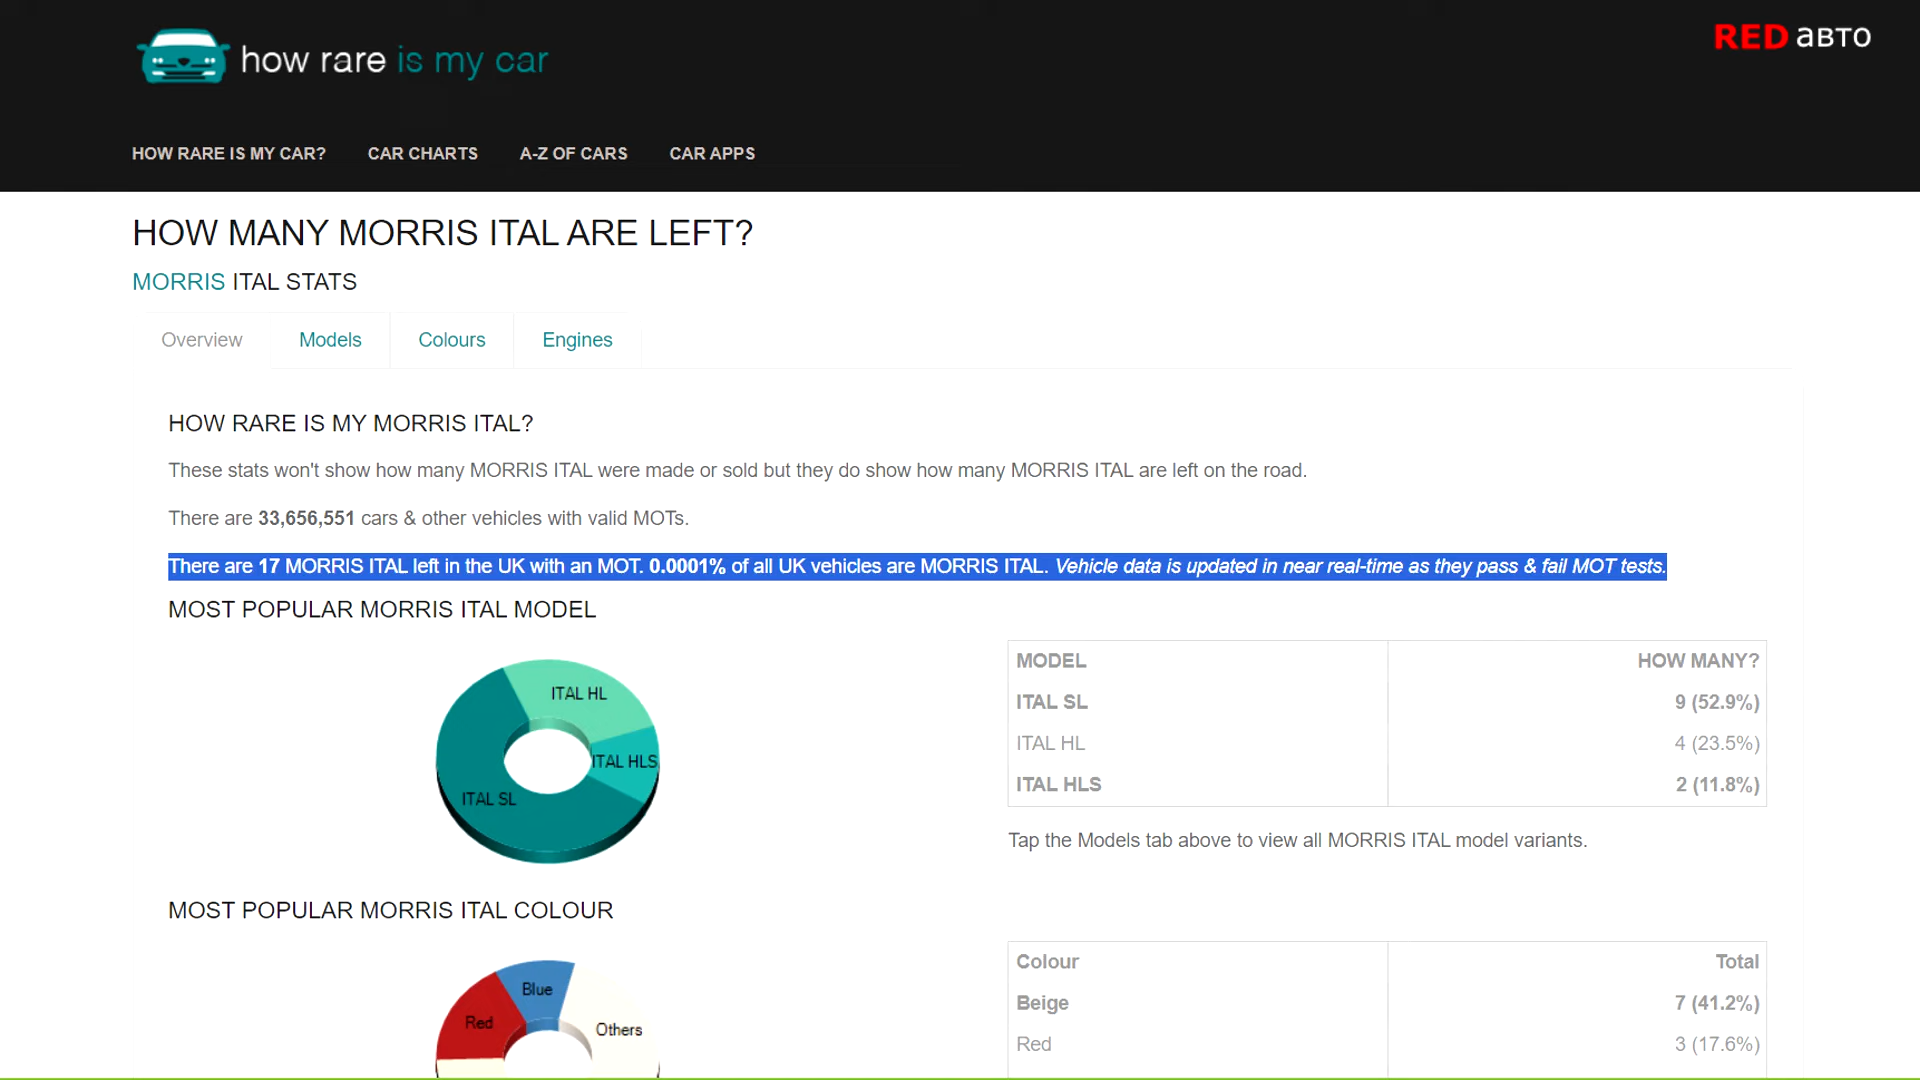 how rare is my car
RED авто
HOW RARE IS MY CAR? CAR CHARTS A-Z OF CARS CAR APPS
HOW MANY MORRIS ITAL ARE LEFT?
MORRIS ITAL STATS
Overview Models Colours Engines
HOW RARE IS MY MORRIS ITAL?
These stats won't show how many MORRIS ITAL were made or sold but they do show how many MORRIS ITAL are left on the road.
There are 33,656,551 cars & other vehicles with valid MOTs.
There are 17 MORRIS ITAL left in the UK with an MOT. 0.0001% of all UK vehicles are MORRIS ITAL. Vehicle data is updated in near real-time as they pass & fail MOT tests.
MOST POPULAR MORRIS ITAL MODEL
ITAL HL
ITAL HLS
ITAL SL
MODEL HOW MANY?
ITAL SL 9 (52.9%)
ITAL HL 4 (23.5%)
ITAL HLS 2 (11.8%)
Tap the Models tab above to view all MORRIS ITAL model variants.
MOST POPULAR MORRIS ITAL COLOUR
Blue
Red
Others
Colour Total
Beige 7 (41.2%)
Red 3 (17.6%)